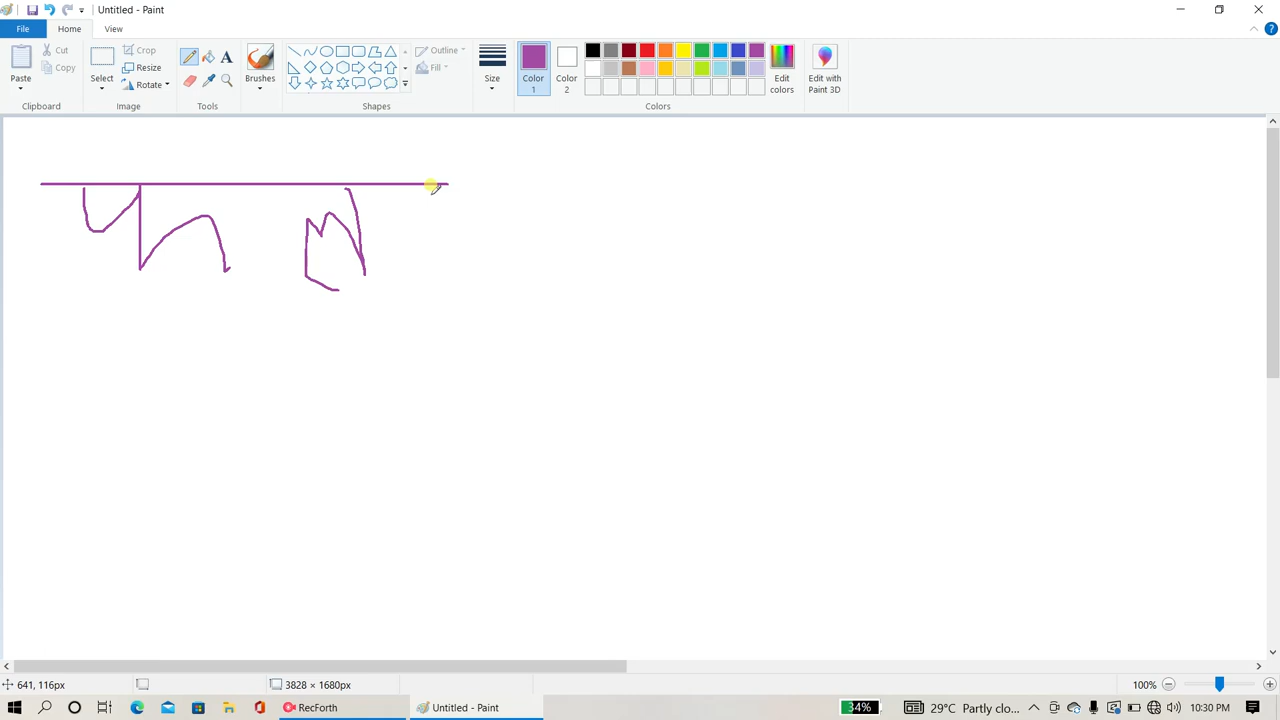 Untitled - Paint
File Home View
Paste
Cut
Copy
Clipboard
Select
Crop
Resize
Rotate
Image
Tools
Brushes
Outline
Fill
Shapes
Size
Color 1
Color 2
Edit colors
Colors
Edit with Paint 3D
641, 116px 3828 × 1680px 100%
RecForth Untitled - Paint 34% 29°C Partly clo... 10:30 PM